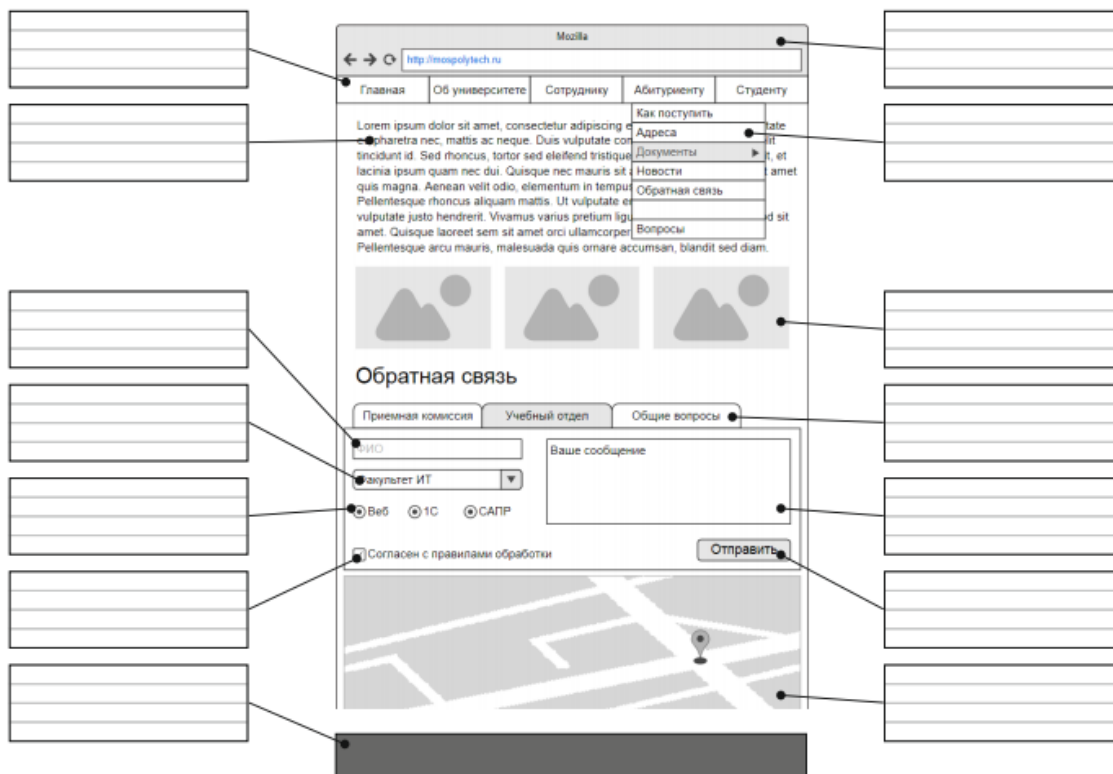 Mozilla
http://mospolytech.ru
Главная Об университете Сотруднику Абитуриенту Студенту
Как поступить
Адреса
Документы
Новости
Обратная связь
Вопросы
Lorem ipsum dolor sit amet, consectetur adipiscing
pharetra nec, mattis ac neque. Duis vulputate
tincidunt id. Sed rhoncus, tortor sed eleifend tristique , et
lacinia ipsum quam nec dui. Quisque nec mauris sit amet
quis magna. Aenean velit odio, elementum in
Pellentesque rhoncus aliquam mattis. Ut vulputate
vulputate justo hendrerit. Vivamus varius pretium sit
amet. Quisque laoreet sem sit amet orci
Pellentesque arcu mauris, malesuada quis ornare accumsan, blandit sed diam.
Обратная связь
Приемная комиссия Учебный отдел Общие вопросы
ФИО
Ваше сообщение
Факультет ИТ
Веб 1С САПР
Согласен с правилами обработки
Отправить